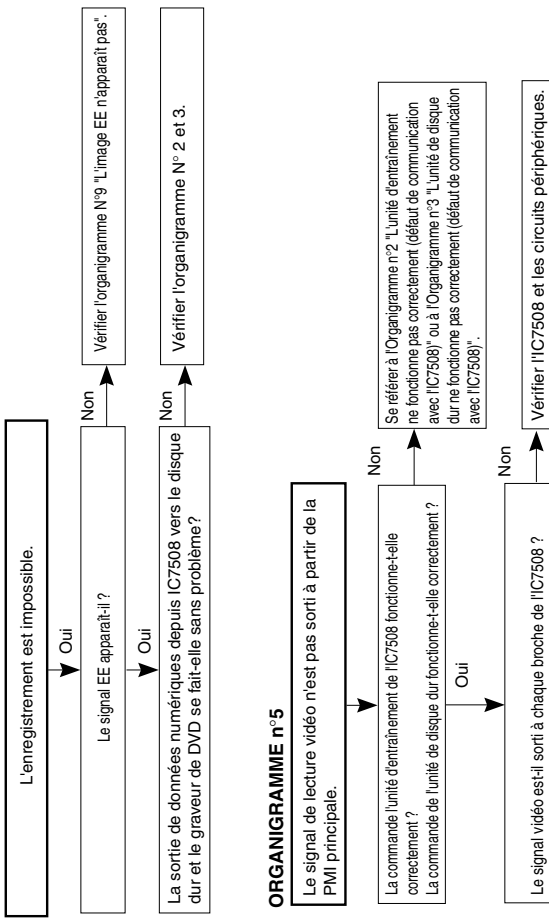 L'enregistrement est impossible.
Oui
Le signal EE apparaît-il ?
Non
Vérifier l'organigramme N°9 "L'image EE n'apparaît pas".
Oui
La sortie de données numériques depuis IC7508 vers le disque
dur et le graveur de DVD se fait-elle sans problème?
Non
Vérifier l'organigramme N° 2 et 3.
ORGANIGRAMME n°5
Le signal de lecture vidéo n'est pas sorti à partir de la
PMI principale.
La commande l'unité d'entraînement de l'IC7508 fonctionne-t-elle
correctement ?
La commande de l'unité de disque dur fonctionne-t-elle correctement ?
Non
Se référer à l'Organigramme n°2 "L'unité d'entraînement
ne fonctionne pas correctement (défaut de communication
avec l'IC7508)" ou à l'Organigramme n°3 "L'unité de disque
dur ne fonctionne pas correctement (défaut de communication
avec l'IC7508)".
Oui
Le signal vidéo est-il sorti à chaque broche de l'IC7508 ?
Non
Vérifier l'IC7508 et les circuits périphériques.